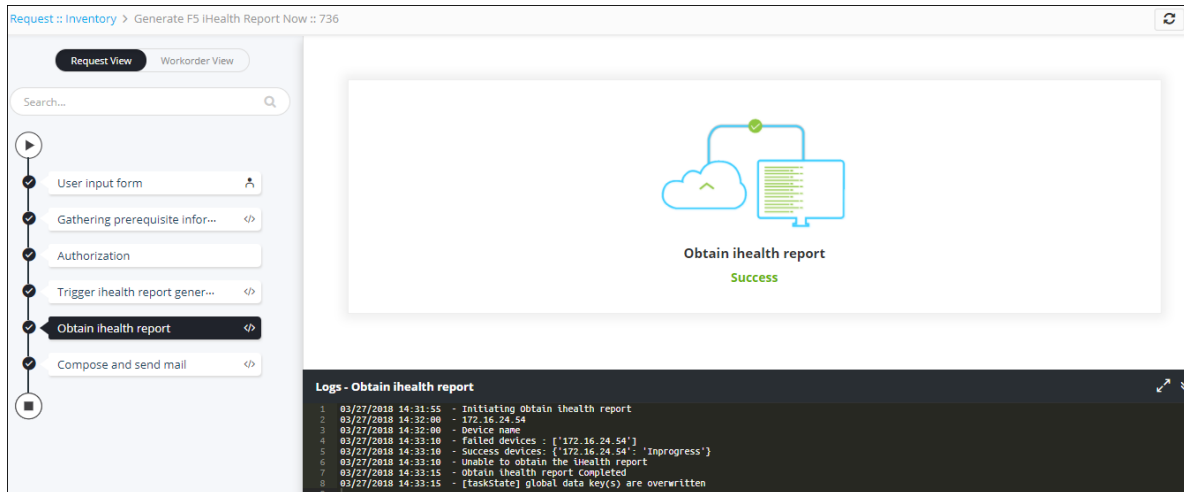 Request :: Inventory > Generate F5 iHealth Report Now :: 736
Request View
Workorder View
Search...
User input form
Gathering prerequisite infor...
</>
Authorization
Trigger ihealth report gener...
</>
Obtain ihealth report
</>
Compose and send mail
</>
Obtain ihealth report
Success
Logs - Obtain ihealth report
1 03/27/2018 14:31:55 - Initiating Obtain ihealth report
2 03/27/2018 14:32:00 - 172.16.24.54
3 03/27/2018 14:32:00 - Device name
4 03/27/2018 14:33:10 - failed devices : ['172.16.24.54']
5 03/27/2018 14:33:10 - Success devices: {'172.16.24.54': 'Inprogress'}
6 03/27/2018 14:33:10 - Unable to obtain the iHealth report
7 03/27/2018 14:33:15 - Obtain ihealth report Completed
8 03/27/2018 14:33:15 - [taskState] global data key(s) are overwritten